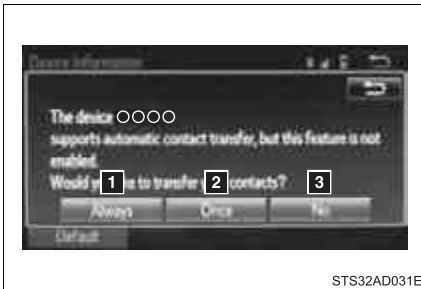 Device Information
The device ○○○○
supports automatic contact transfer, but this feature is not
enabled.
Would to transfer contacts?
1 2 3
Always Once No
Default
STS32AD031E